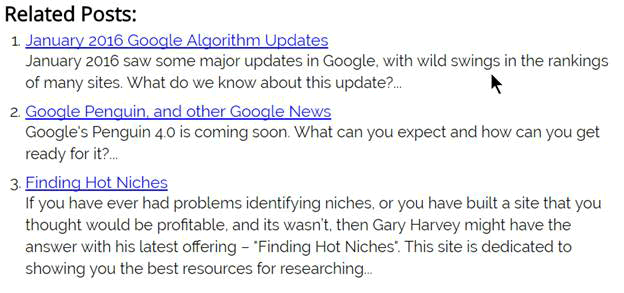 Related Posts:
1. January 2016 Google Algorithm Updates
January 2016 saw some major updates in Google, with wild swings in the rankings
of many sites. What do we know about this update?...
2. Google Penguin, and other Google News
Google's Penguin 4.0 is coming soon. What can you expect and how can you get
ready for it?...
3. Finding Hot Niches
If you have ever had problems identifying niches, or you have built a site that you
thought would be profitable, and its wasn't, then Gary Harvey might have the
answer with his latest offering – "Finding Hot Niches". This site is dedicated to
showing you the best resources for researching...